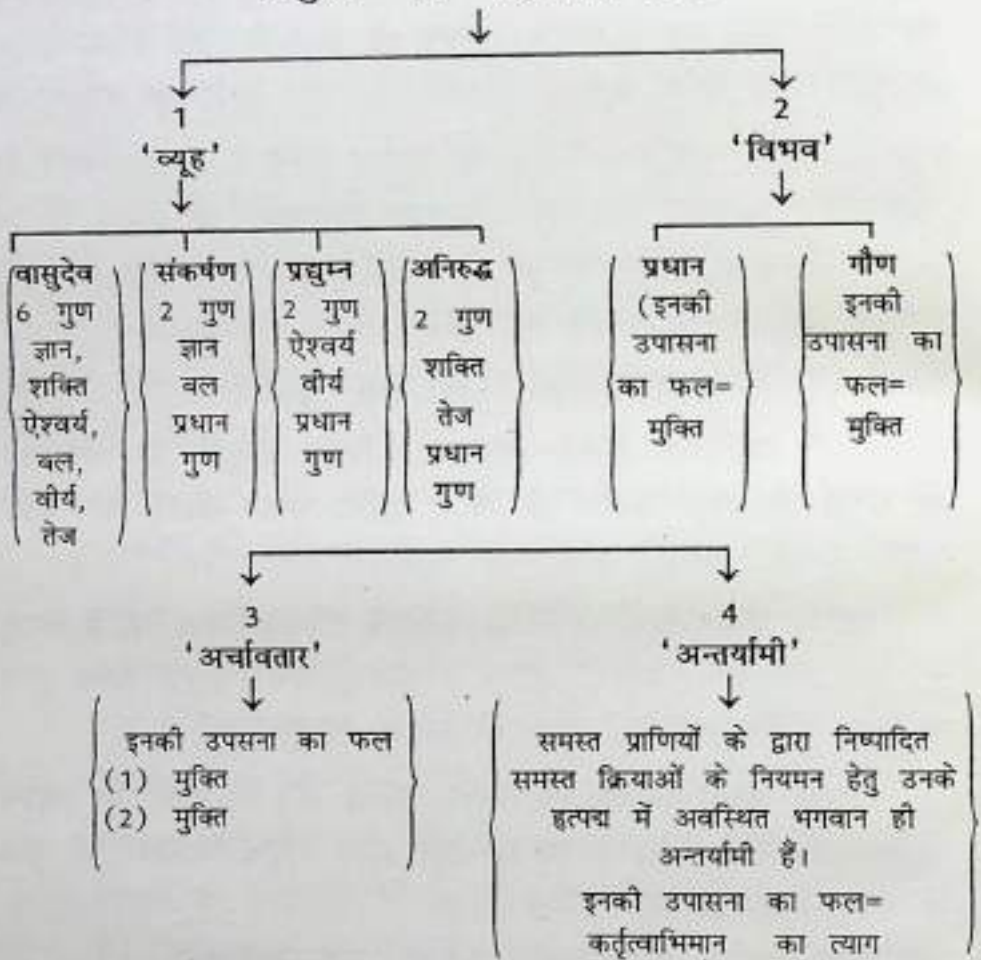 1
'व्यूह'
2
'विभव'
वासुदेव
6 गुण
ज्ञान,
शक्ति
ऐश्वर्य,
बल,
वीर्य,
तेज
संकर्षण
2 गुण
ज्ञान
वल
प्रधान
गुण
प्रद्युम्न
2 गुण
ऐश्वर्य
वीर्य
प्रधान
गुण
अनिरुद्ध
2 गुण
शक्ति
तेज
प्रधान
गुण
प्रधान
(इनकी
उपासना
का फल=
मुक्ति
गौण
इनकी
उपासना का
फल=
मुक्ति
3
'अर्चावतार'
इनकी उपसना का फल
(1) मुक्ति
(2) मुक्ति
4
'अन्तर्यामी'
समस्त प्राणियों के द्वारा निष्पादित
समस्त क्रियाओं के नियमन हेतु उनके
हृत्पद्म में अवस्थित भगवान ही
अन्तर्यामी हैं।
इनकी उपासना का फल=
कर्तृत्वाभिमान का त्याग